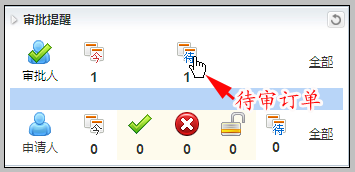 审批提醒
今 待
审批人 1 1 全部
待审订单
今 待
申请人 0 0 0 0 0 全部